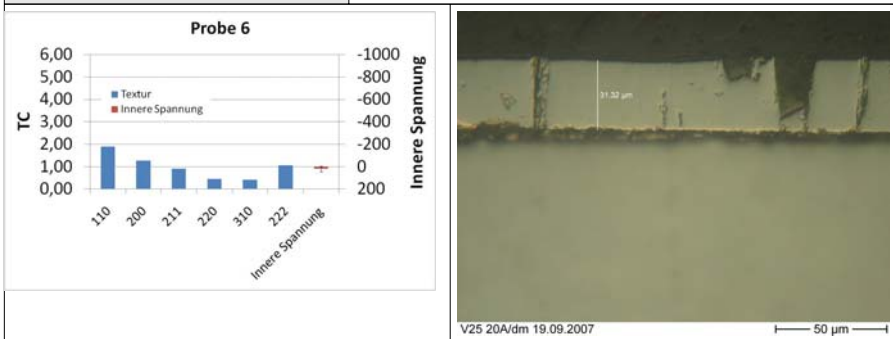 Probe 6
6,00
5,00
4,00
3,00
2,00
1,00
0,00
TC
Textur
Innere Spannung
-1000
-800
-600
-400
-200
0
200
Innere Spannung
110
200
211
220
310
222
Innere Spannung
31.32 µm
V25 20A/dm 19.09.2007
50 µm